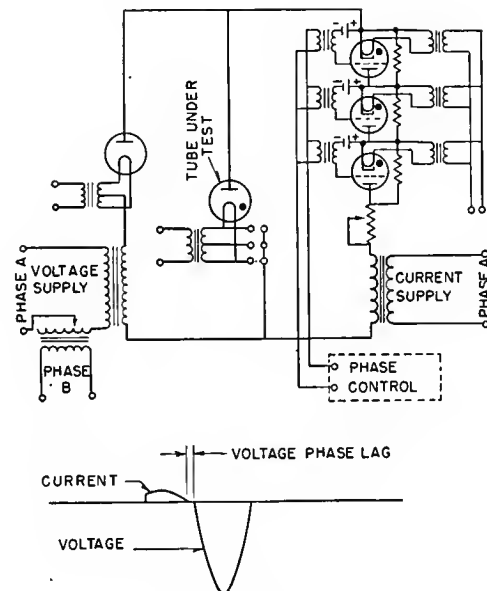 - +
- +
- +
TUBE UNDER
TEST
PHASE A
VOLTAGE
SUPPLY
PHASE
B
CURRENT
SUPPLY
PHASE A
PHASE
CONTROL
VOLTAGE PHASE LAG
CURRENT
VOLTAGE